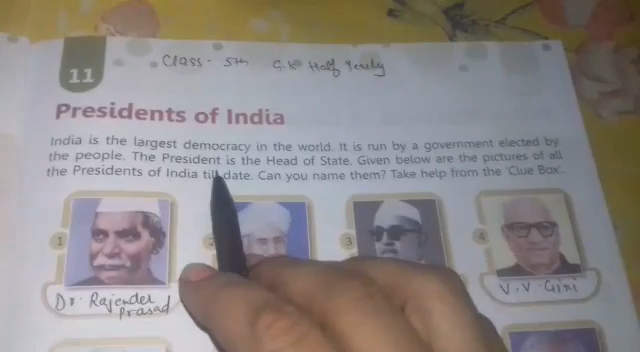 Class - 5th G.K Half Yearly
11
Presidents of India
India is the largest democracy in the world. It is run by a government elected by
the people. The President is the Head of State. Given below are the pictures of all
the Presidents of India till date. Can you name them? Take help from the 'Clue Box'.
1
2
3
4
Dr. Rajender
Prasad
V.V. Gini